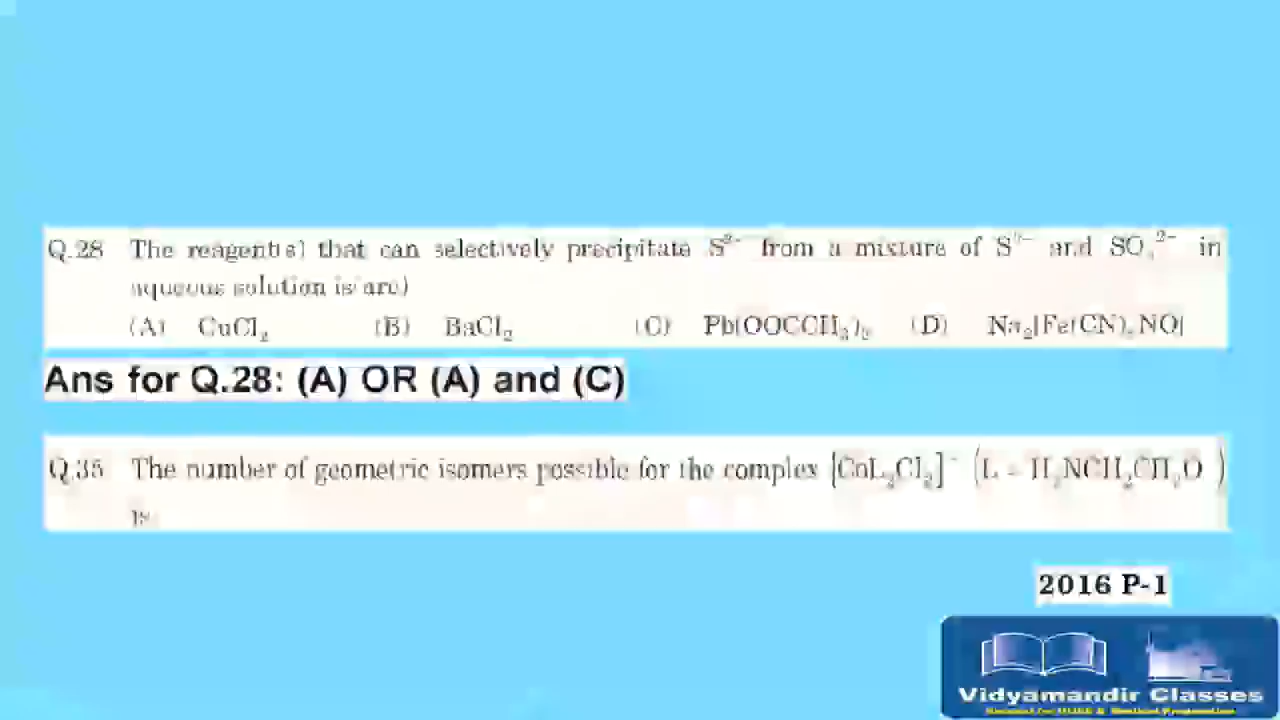 Q.28 The reagent(s) that can selectively precipitate S²⁻ from a mixture of S²⁻ and SO₄²⁻ in
aqueous solution is(are)
(A) CuCl₂ (B) BaCl₂ (C) Pb(OOCCH₃)₂ (D) Na₂[Fe(CN)₅NO]
Ans for Q.28: (A) OR (A) and (C)
Q.35 The number of geometric isomers possible for the complex [CoL₂Cl₂]⁻ (L = H₂NCH₂CH₂O )
is
2016 P-1
Vidyamandir Classes